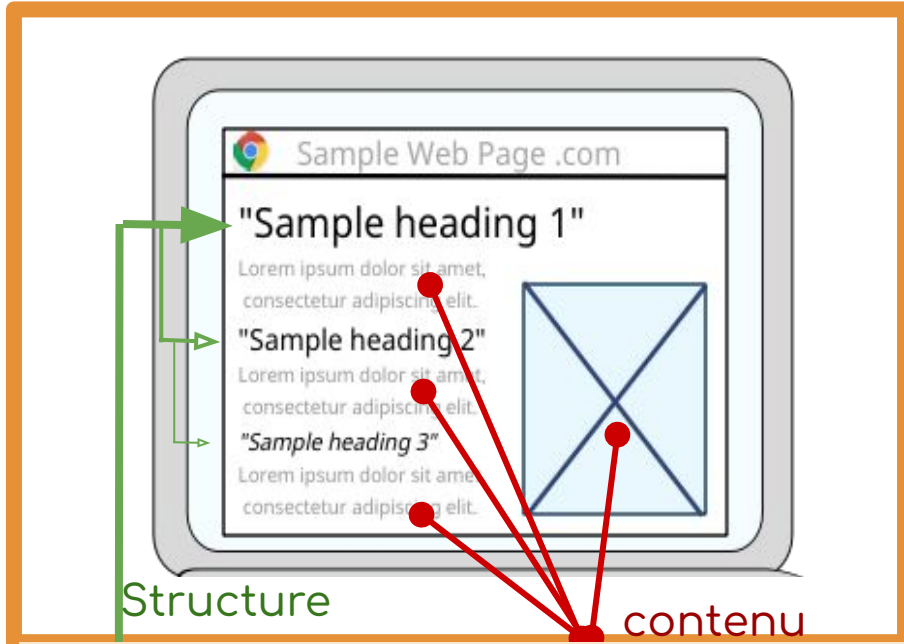 Sample Web Page .com
"Sample heading 1"
Lorem ipsum dolor sit amet,
consectetur adipiscing elit.
"Sample heading 2"
Lorem ipsum dolor sit amet,
consectetur adipiscing elit.
"Sample heading 3"
Lorem ipsum dolor sit amet
consectetur adipiscing elit.
Structure
contenu